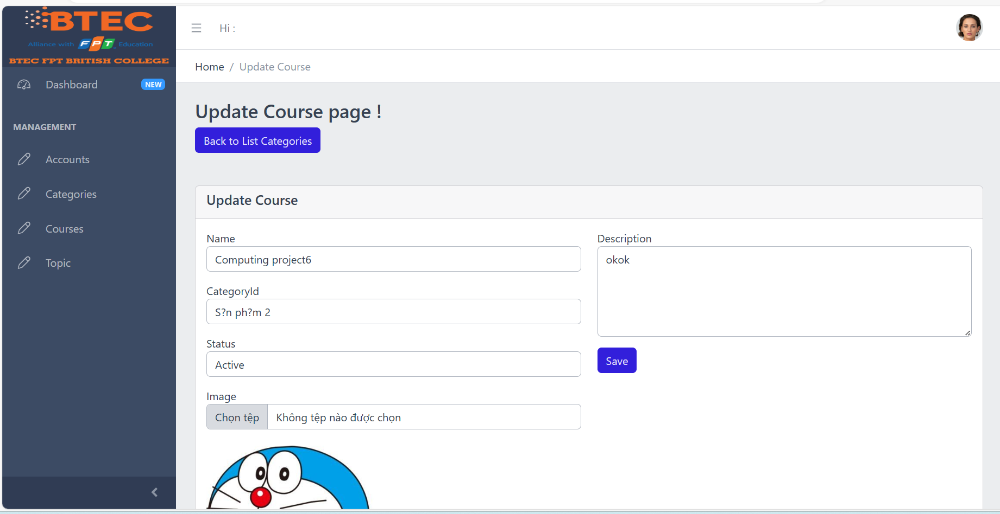 BTEC
Alliance with FPT Education
BTEC FPT BRITISH COLLEGE
Dashboard NEW
MANAGEMENT
Accounts
Categories
Courses
Topic
Hi :
Home / Update Course
Update Course page !
Back to List Categories
Update Course
Name
Computing project6
CategoryId
S?n ph?m 2
Status
Active
Image
Chọn tệp Không tệp nào được chọn
Description
okok
Save